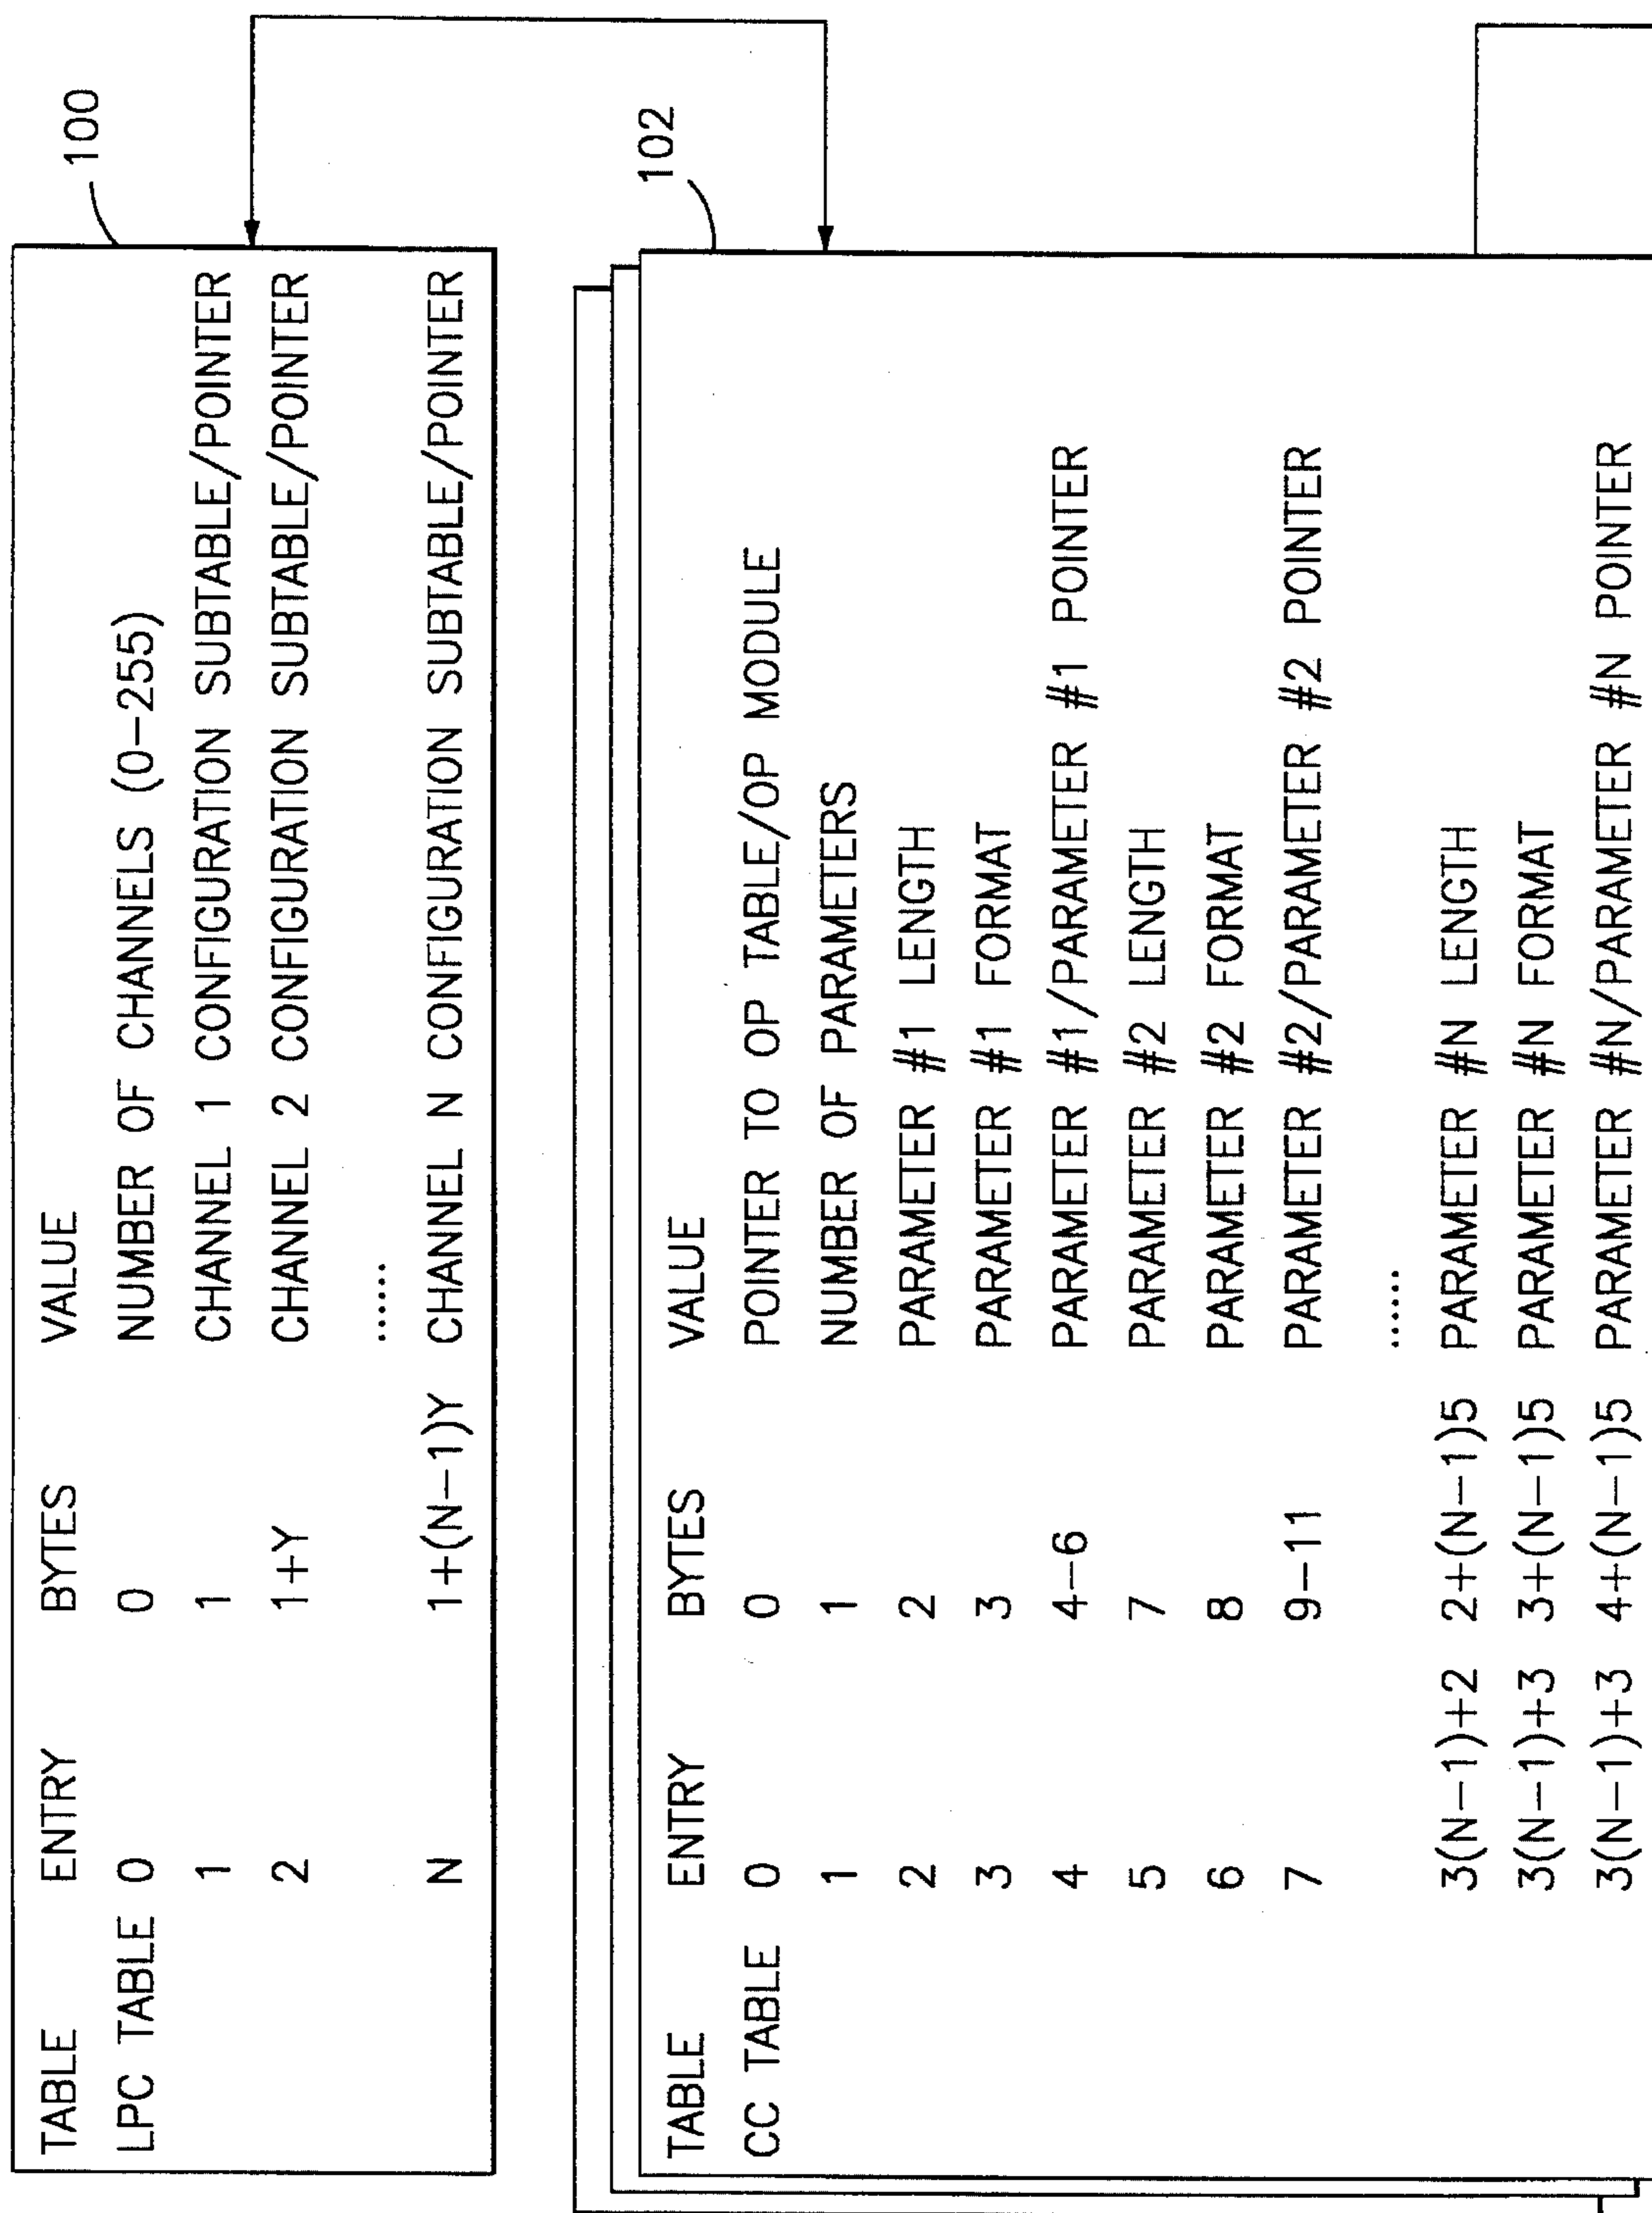 100
TABLE ENTRY BYTES VALUE
LPC TABLE 0 0 NUMBER OF CHANNELS (0-255)
1 1 CHANNEL 1 CONFIGURATION SUBTABLE/POINTER
2 1+Y CHANNEL 2 CONFIGURATION SUBTABLE/POINTER
......
N 1+(N-1)Y CHANNEL N CONFIGURATION SUBTABLE/POINTER
102
TABLE ENTRY BYTES VALUE
CC TABLE 0 0 POINTER TO OP TABLE/OP MODULE
1 1 NUMBER OF PARAMETERS
2 2 PARAMETER #1 LENGTH
3 3 PARAMETER #1 FORMAT
4 4-6 PARAMETER #1/PARAMETER #1 POINTER
5 7 PARAMETER #2 LENGTH
6 8 PARAMETER #2 FORMAT
7 9-11 PARAMETER #2/PARAMETER #2 POINTER
......
3(N-1)+2 2+(N-1)5 PARAMETER #N LENGTH
3(N-1)+3 3+(N-1)5 PARAMETER #N FORMAT
3(N-1)+3 4+(N-1)5 PARAMETER #N/PARAMETER #N POINTER